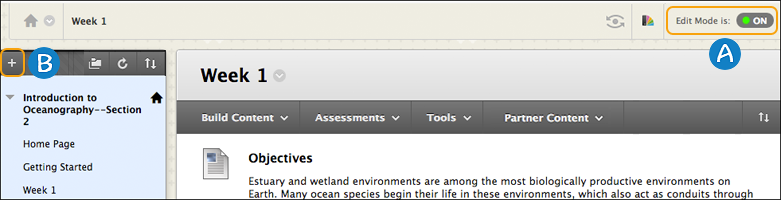 Week 1
Edit Mode is: ON
A
+
B
Week 1
Introduction to
Oceanography--Section
2
Home Page
Getting Started
Week 1
Build Content
Assessments
Tools
Partner Content
Objectives
Estuary and wetland environments are among the most biologically productive environments on
Earth. Many ocean species begin their life in these environments, which also act as conduits through